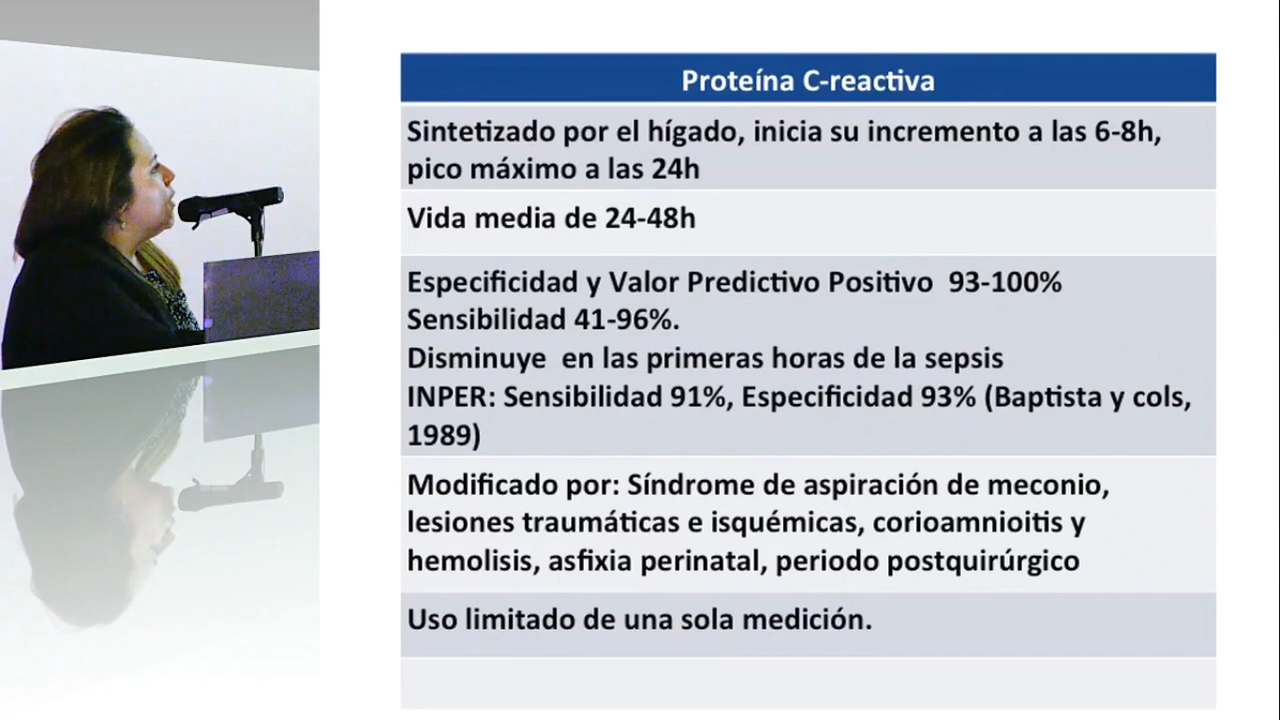 Proteína C-reactiva
Sintetizado por el hígado, inicia su incremento a las 6-8h,
pico máximo a las 24h
Vida media de 24-48h
Especificidad y Valor Predictivo Positivo  93-100%
Sensibilidad 41-96%.
Disminuye  en las primeras horas de la sepsis
INPER: Sensibilidad 91%, Especificidad 93% (Baptista y cols,
1989)
Modificado por: Síndrome de aspiración de meconio,
lesiones traumáticas e isquémicas, corioamnioitis y
hemolisis, asfixia perinatal, periodo postquirúrgico
Uso limitado de una sola medición.